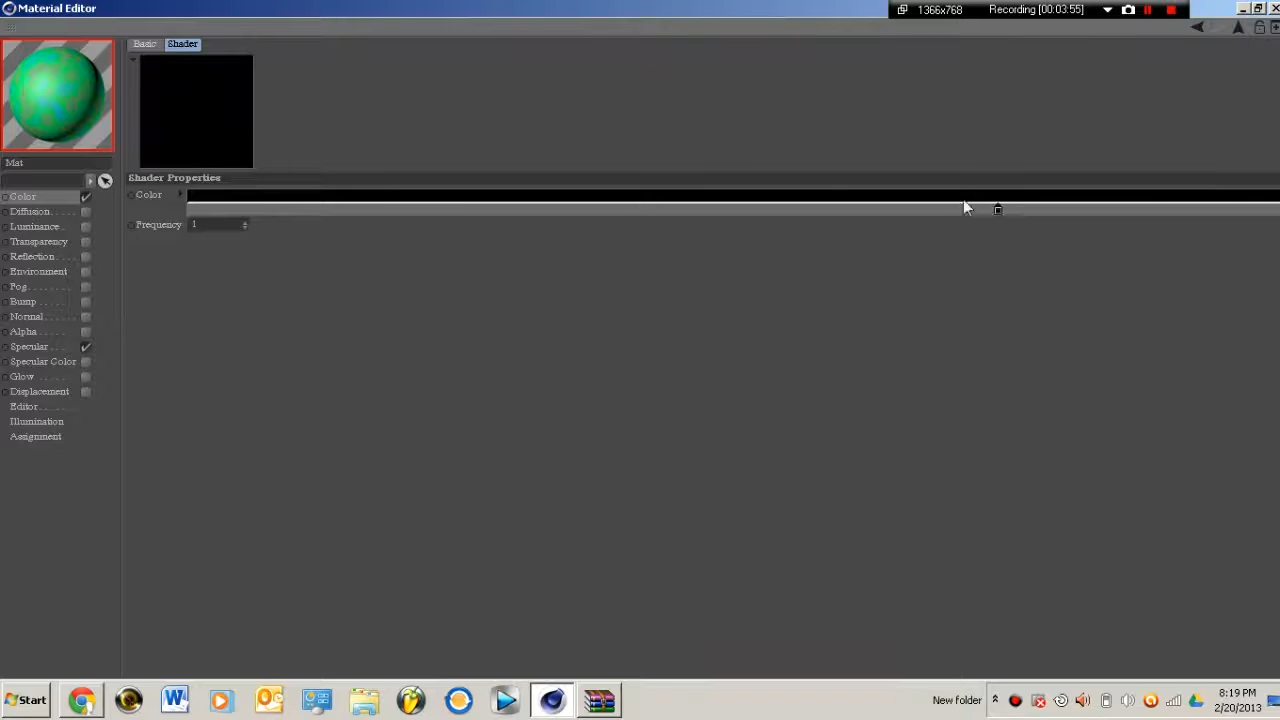 Material Editor
1366x768
Recording [00:03:55]
Basic
Shader
Mat
Shader Properties
Color
Frequency
1
Color
Diffusion. . . . .
Luminance. .
Transparency
Reflection. . . .
Environment
Fog. . . . . . . .
Bump . . . . .
Normal. . . . .
Alpha. . . . .
Specular. . .
Specular Color
Glow . . . . .
Displacement
Editor. . . . .
Illumination
Assignment
Start
New folder
8:19 PM
2/20/2013